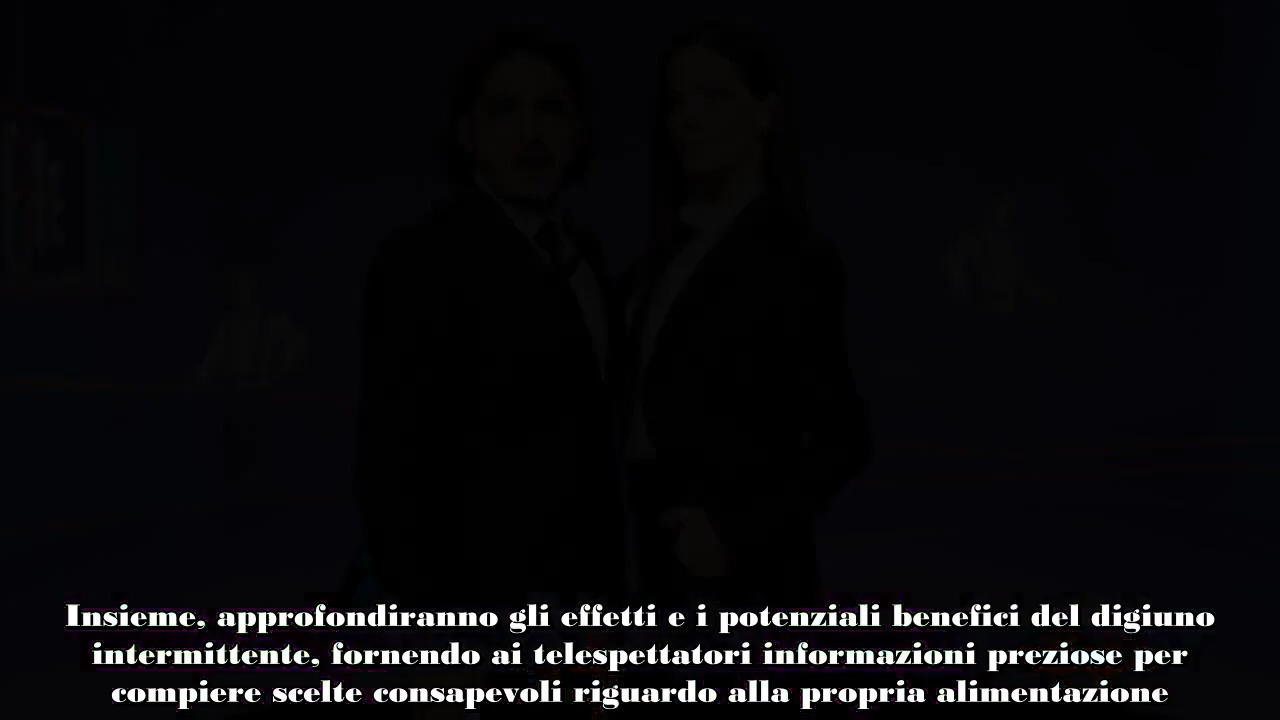 Insieme, approfondiranno gli effetti e i potenziali benefici del digiuno
intermittente, fornendo ai telespettatori informazioni preziose per
compiere scelte consapevoli riguardo alla propria alimentazione